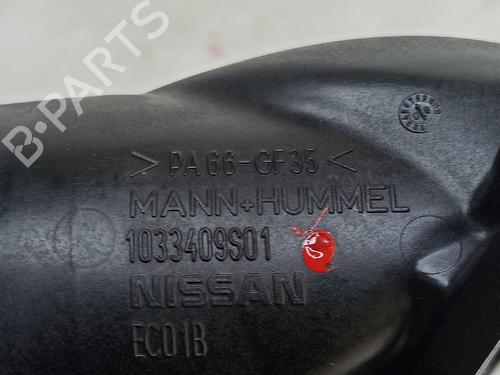 B-PARTS
>PA 66-GF35<
MANN+HUMMEL
1033409S01
NISSAN
EC01B